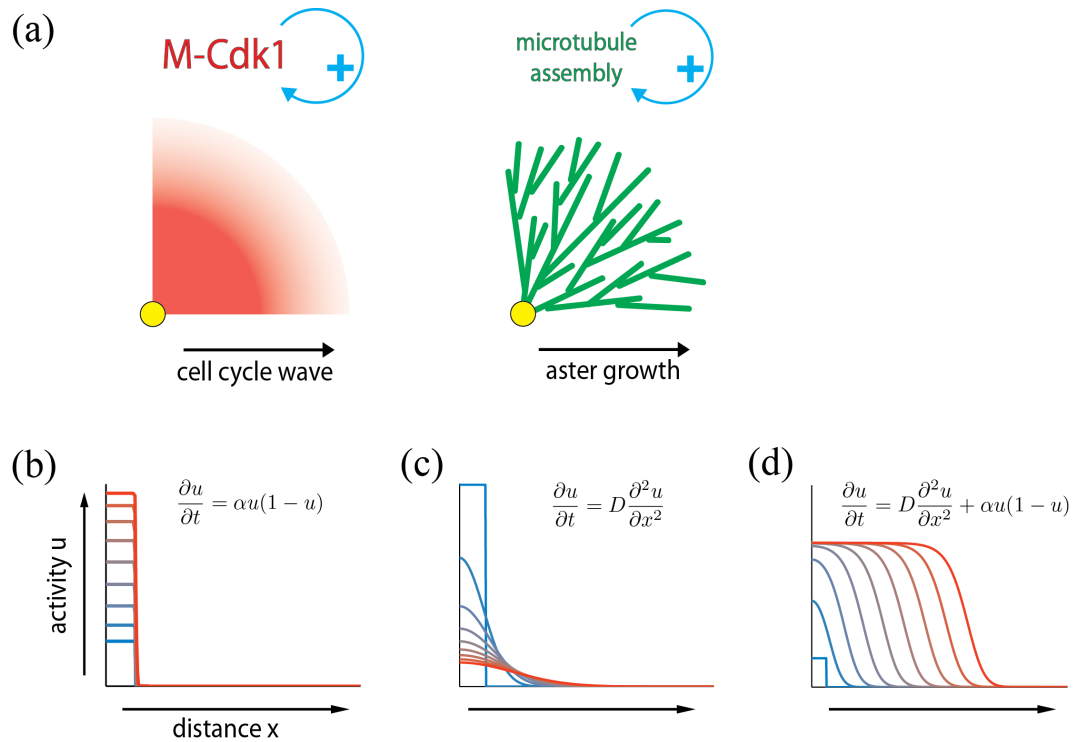 (a)
M-Cdk1
+
microtubule
assembly
+
cell cycle wave
aster growth
(b)
∂u/∂t = αu(1 − u)
activity u
distance x
(c)
∂u/∂t = D ∂²u/∂x²
(d)
∂u/∂t = D ∂²u/∂x² + αu(1 − u)